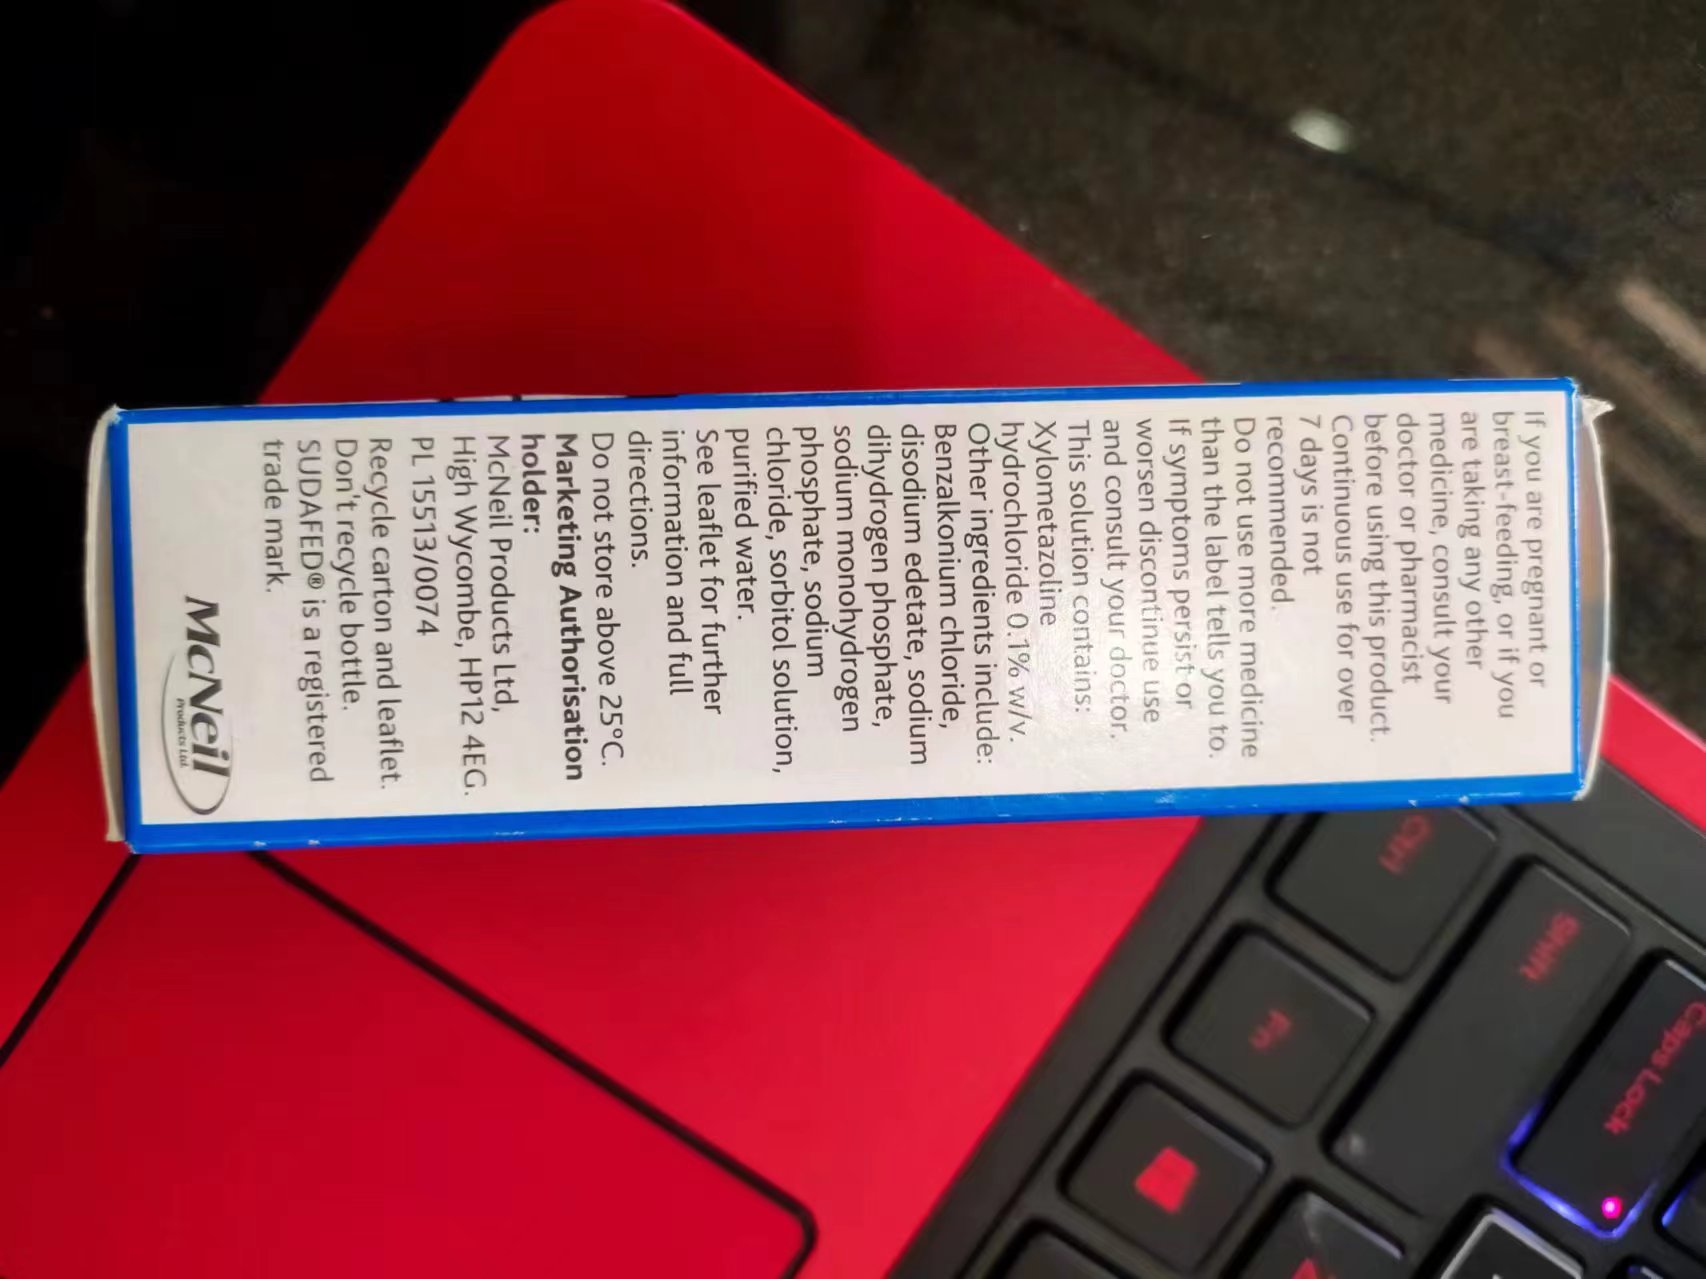 If you are pregnant or
breast-feeding, or if you
are taking any other
medicine, consult your
doctor or pharmacist
before using this product.
Continuous use for over
7 days is not
recommended.
Do not use more medicine
than the label tells you to.
If symptoms persist or
worsen discontinue use
and consult your doctor.
This solution contains:
Xylometazoline
hydrochloride 0.1% w/v.
Other ingredients include:
Benzalkonium chloride,
disodium edetate, sodium
dihydrogen phosphate,
sodium monohydrogen
phosphate, sodium
chloride, sorbitol solution,
purified water.
See leaflet for further
information and full
directions.
Do not store above 25°C.
Marketing Authorisation
holder:
McNeil Products Ltd,
High Wycombe, HP12 4EG.
PL 15513/0074
Recycle carton and leaflet.
Don't recycle bottle.
SUDAFED® is a registered
trade mark.
McNeil
Products Ltd.
Ctrl
Shift
Fn
Caps Lock